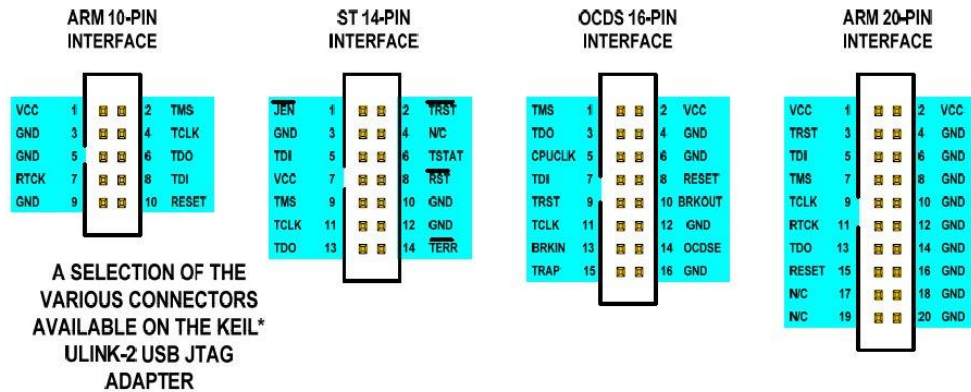 ARM 10-PIN
INTERFACE
VCC 1 2 TMS
GND 3 4 TCLK
GND 5 6 TDO
RTCK 7 8 TDI
GND 9 10 RESET
A SELECTION OF THE
VARIOUS CONNECTORS
AVAILABLE ON THE KEIL*
ULINK-2 USB JTAG
ADAPTER
ST 14-PIN
INTERFACE
JEN 1 2 TRST
GND 3 4 N/C
TDI 5 6 TSTAT
VCC 7 8 RST
TMS 9 10 GND
TCLK 11 12 GND
TDO 13 14 TERR
OCDS 16-PIN
INTERFACE
TMS 1 2 VCC
TDO 3 4 GND
CPUCLK 5 6 GND
TDI 7 8 RESET
TRST 9 10 BRKOUT
TCLK 11 12 GND
BRKIN 13 14 OCDSE
TRAP 15 16 GND
ARM 20-PIN
INTERFACE
VCC 1 2 VCC
TRST 3 4 GND
TDI 5 6 GND
TMS 7 8 GND
TCLK 9 10 GND
RTCK 11 12 GND
TDO 13 14 GND
RESET 15 16 GND
N/C 17 18 GND
N/C 19 20 GND